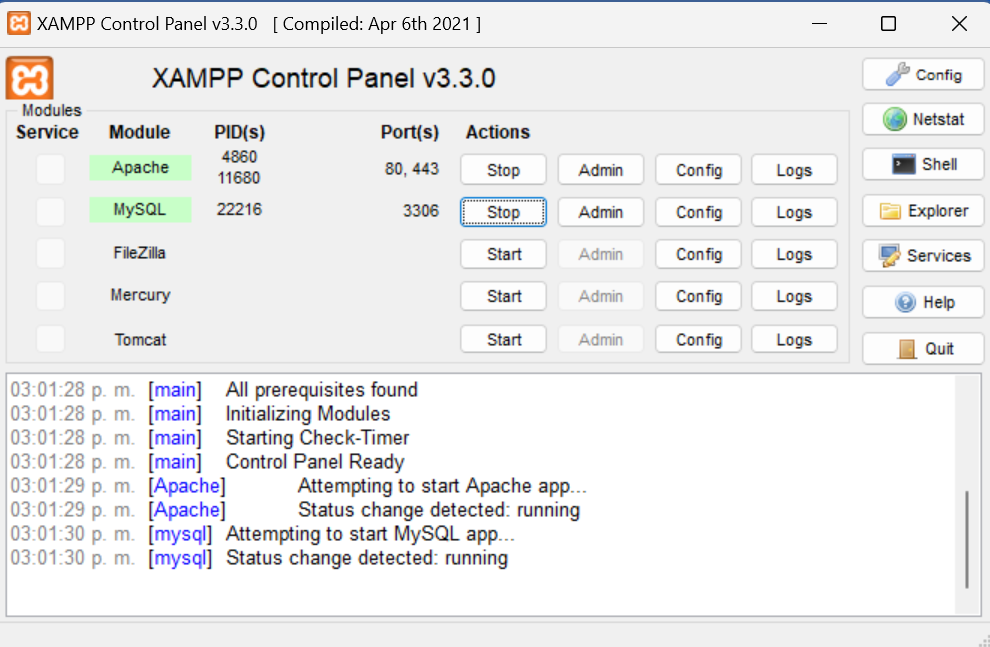 XAMPP Control Panel v3.3.0 [ Compiled: Apr 6th 2021 ]
XAMPP Control Panel v3.3.0
Config
Modules
Service Module PID(s) Port(s) Actions
Netstat
Apache 4860 11680 80, 443 Stop Admin Config Logs
Shell
MySQL 22216 3306 Stop Admin Config Logs
Explorer
FileZilla Start Admin Config Logs
Services
Mercury Start Admin Config Logs
Help
Tomcat Start Admin Config Logs
Quit
03:01:28 p. m. [main] All prerequisites found
03:01:28 p. m. [main] Initializing Modules
03:01:28 p. m. [main] Starting Check-Timer
03:01:28 p. m. [main] Control Panel Ready
03:01:29 p. m. [Apache] Attempting to start Apache app...
03:01:29 p. m. [Apache] Status change detected: running
03:01:30 p. m. [mysql] Attempting to start MySQL app...
03:01:30 p. m. [mysql] Status change detected: running